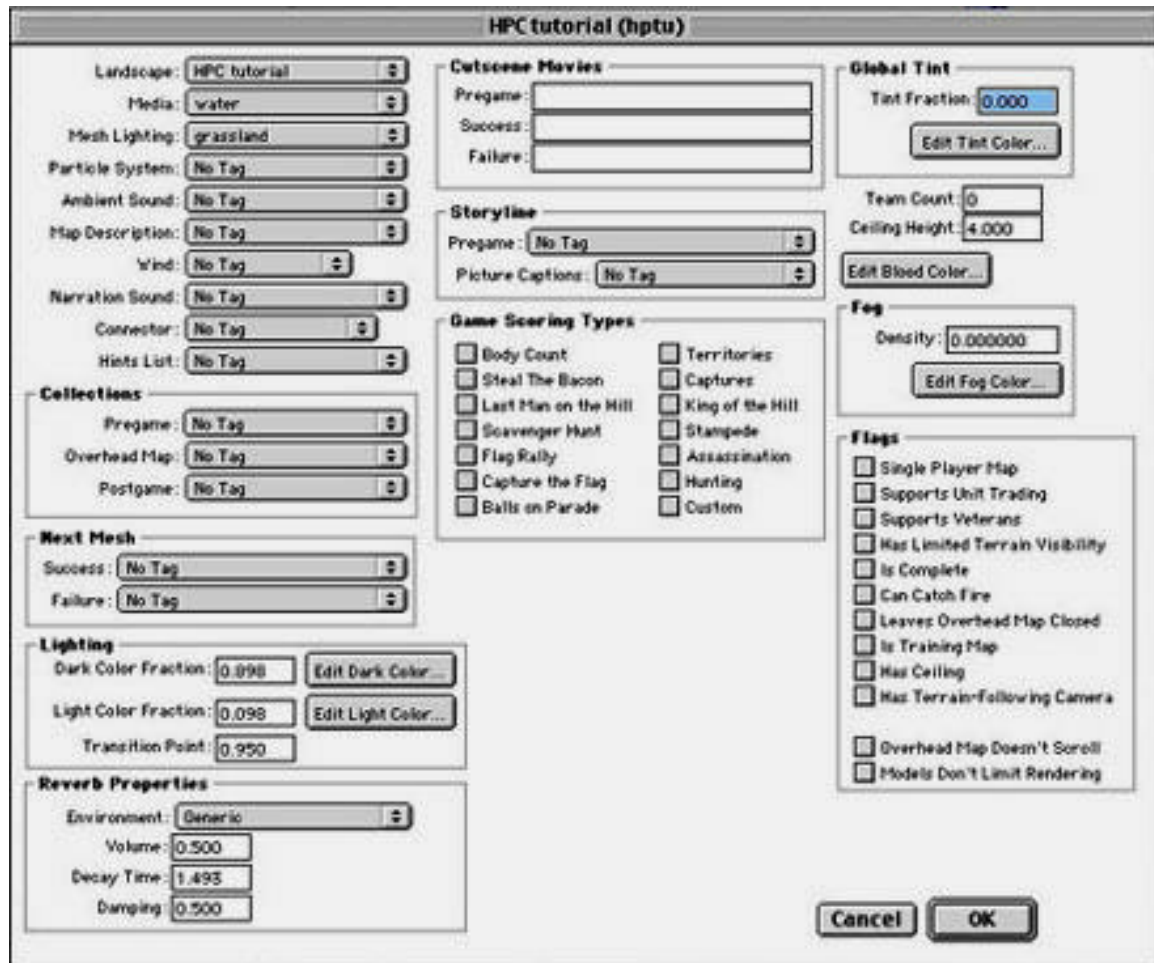 HPC tutorial (hptu)
Landscape: HPC tutorial
Media: water
Mesh Lighting: grassland
Particle System: No Tag
Ambient Sound: No Tag
Map Description: No Tag
Wind: No Tag
Narration Sound: No Tag
Connector: No Tag
Hints List: No Tag
Collections
Pregame: No Tag
Overhead Map: No Tag
Postgame: No Tag
Next Mesh
Success: No Tag
Failure: No Tag
Lighting
Dark Color Fraction: 0.898 Edit Dark Color...
Light Color Fraction: 0.098 Edit Light Color...
Transition Point: 0.950
Reverb Properties
Environment: Generic
Volume: 0.500
Decay Time: 1.493
Damping: 0.500
Cutscene Movies
Pregame:
Success:
Failure:
Storyline
Pregame: No Tag
Picture Captions: No Tag
Game Scoring Types
Body Count
Steal The Bacon
Last Man on the Hill
Scavenger Hunt
Flag Rally
Capture the Flag
Balls on Parade
Territories
Captures
King of the Hill
Stampede
Assassination
Hunting
Custom
Global Tint
Tint Fraction: 0.000
Edit Tint Color...
Team Count: 0
Ceiling Height: 4.000
Edit Blood Color...
Fog
Density: 0.000000
Edit Fog Color...
Flags
Single Player Map
Supports Unit Trading
Supports Veterans
Has Limited Terrain Visibility
Is Complete
Can Catch Fire
Leaves Overhead Map Closed
Is Training Map
Has Ceiling
Has Terrain-Following Camera
Overhead Map Doesn't Scroll
Models Don't Limit Rendering
Cancel OK